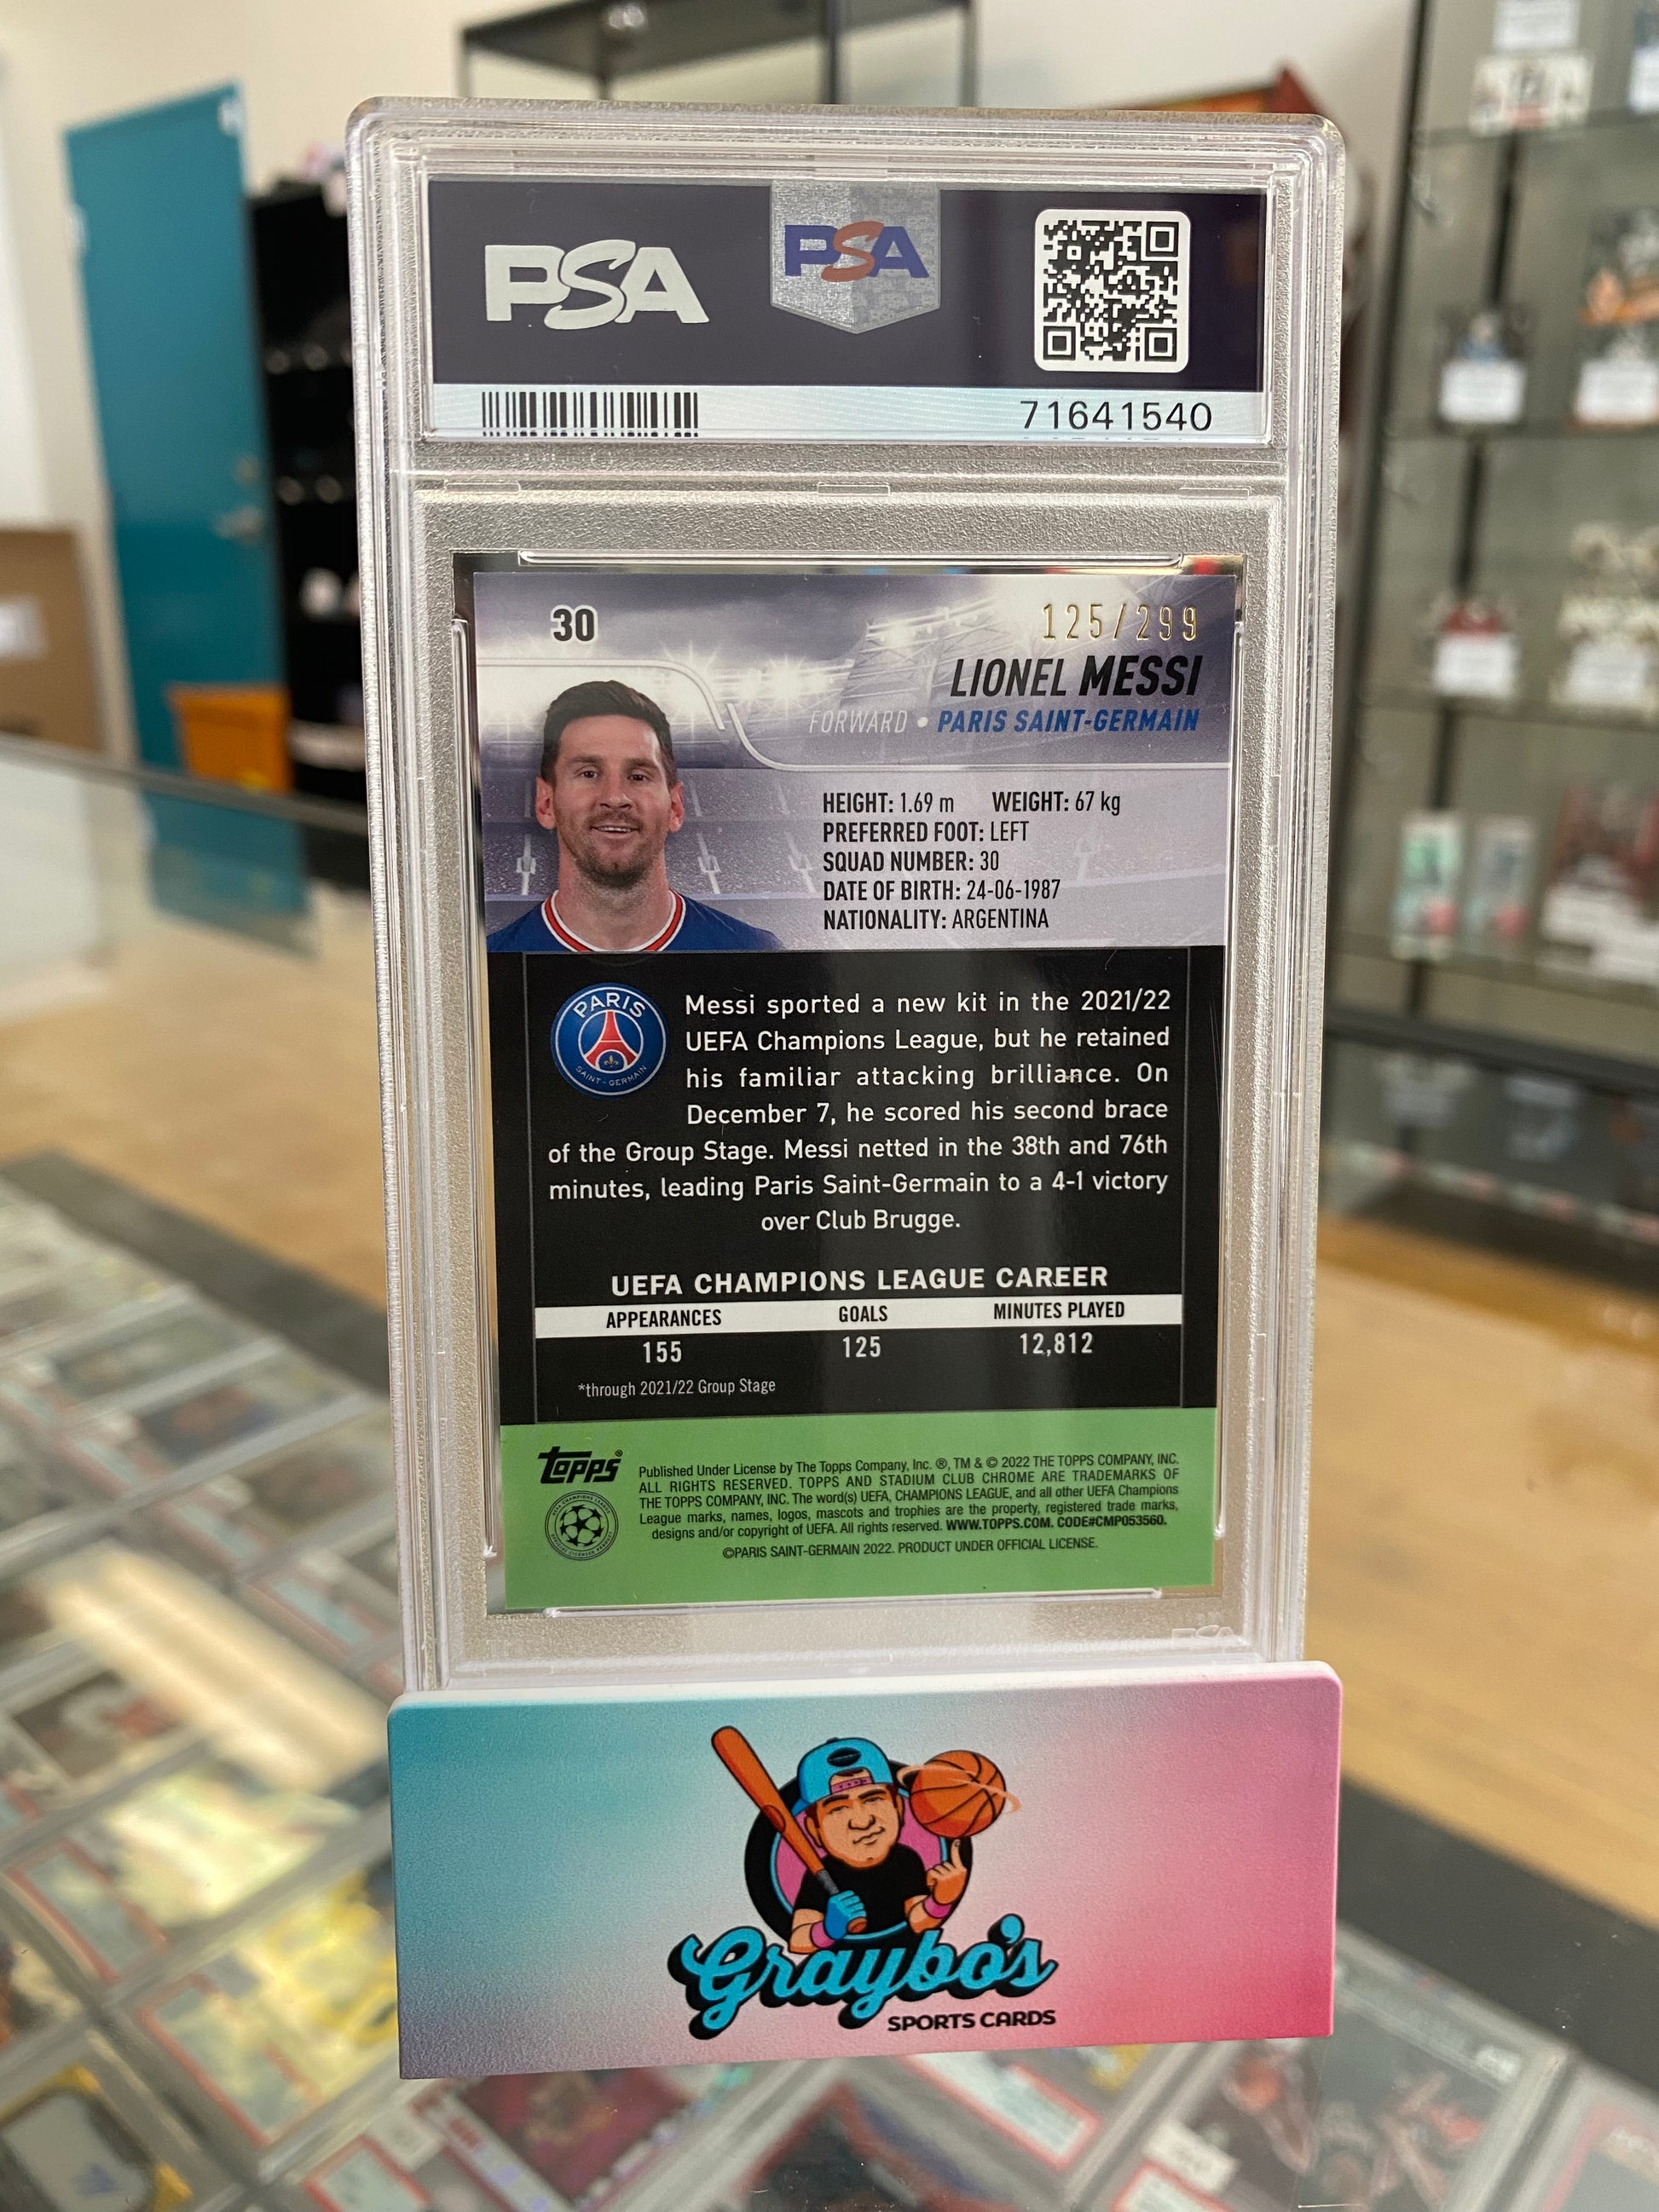 PSA
PSA
71641540
30
125/299
LIONEL MESSI
FORWARD • PARIS SAINT-GERMAIN
HEIGHT: 1.69 m WEIGHT: 67 kg
PREFERRED FOOT: LEFT
SQUAD NUMBER: 30
DATE OF BIRTH: 24-06-1987
NATIONALITY: ARGENTINA
PARIS
SAINT-GERMAIN
Messi sported a new kit in the 2021/22
UEFA Champions League, but he retained
his familiar attacking brilliance. On
December 7, he scored his second brace
of the Group Stage. Messi netted in the 38th and 76th
minutes, leading Paris Saint-Germain to a 4-1 victory
over Club Brugge.
UEFA CHAMPIONS LEAGUE CAREER
APPEARANCES GOALS MINUTES PLAYED
155 125 12,812
*through 2021/22 Group Stage
topps®
Published Under License by The Topps Company, Inc. ®, TM & © 2022 THE TOPPS COMPANY, INC.
ALL RIGHTS RESERVED. TOPPS AND STADIUM CLUB CHROME ARE TRADEMARKS OF
THE TOPPS COMPANY, INC. The word(s) UEFA, CHAMPIONS LEAGUE, and all other UEFA Champions
League marks, names, logos, mascots and trophies are the property, registered trade marks,
designs and/or copyright of UEFA. All rights reserved. WWW.TOPPS.COM. CODE#CMP053560.
©PARIS SAINT-GERMAIN 2022. PRODUCT UNDER OFFICIAL LICENSE.
PSA
Graybo's
SPORTS CARDS